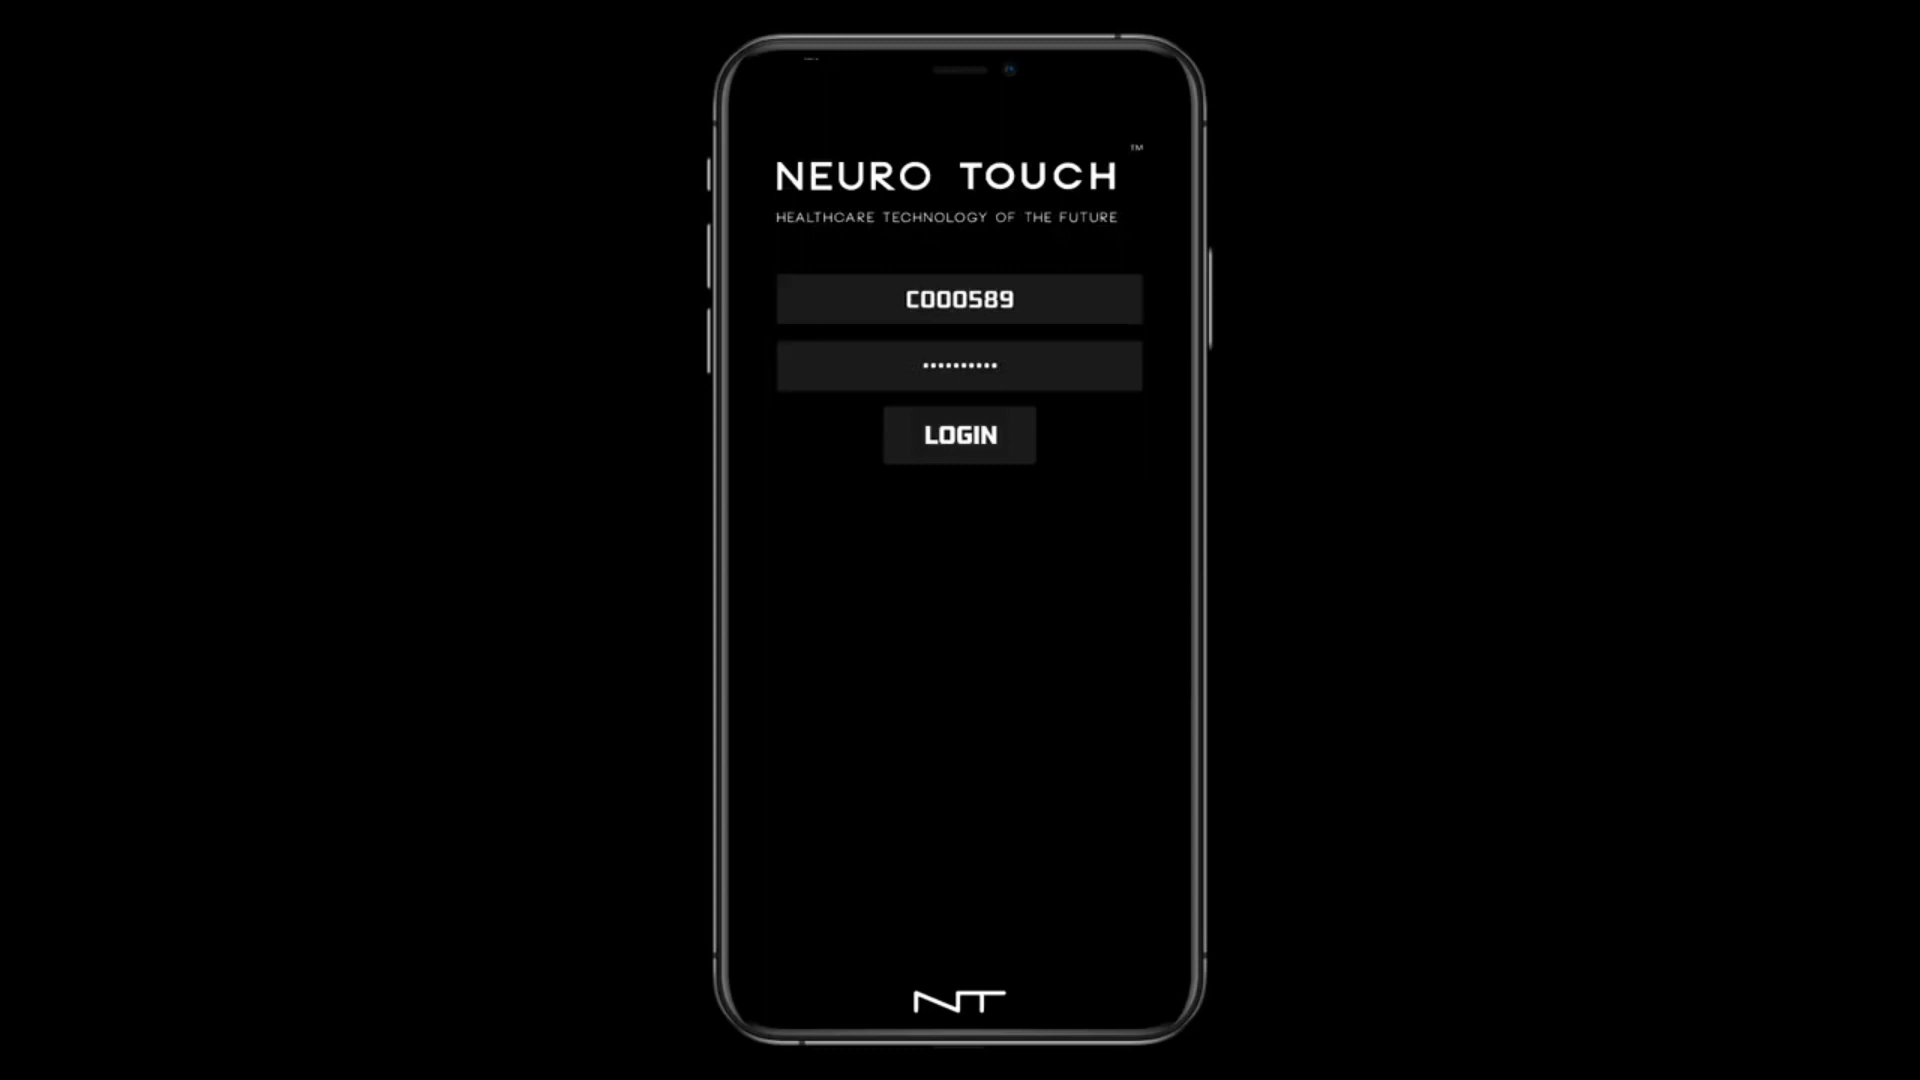 NEURO TOUCH ™
HEALTHCARE TECHNOLOGY OF THE FUTURE
C000589
••••••••••
LOGIN
NT